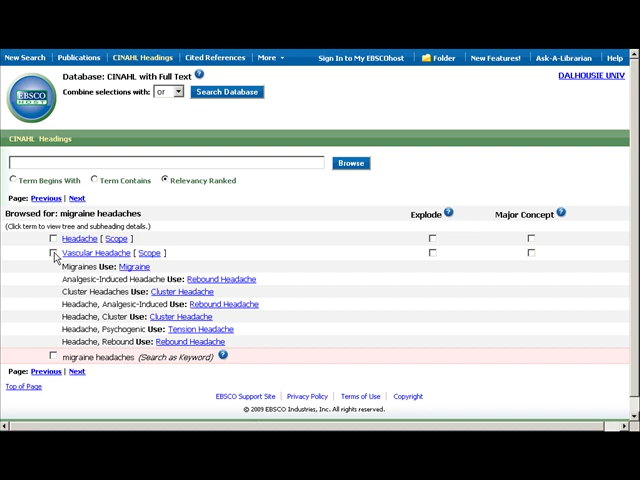 New Search Publications CINAHL Headings Cited References More Sign In to My EBSCOhost Folder New Features! Ask-A-Librarian Help
Database: CINAHL with Full Text ?
DALHOUSIE UNIV
Combine selections with: or Search Database
EBSCO
HOST
CINAHL Headings
Browse
Term Begins With Term Contains Relevancy Ranked
Page: Previous | Next
Browsed for: migraine headaches Explode ? Major Concept ?
(Click term to view tree and subheading details.)
Headache [ Scope ]
Vascular Headache [ Scope ]
Migraines Use: Migraine
Analgesic-Induced Headache Use: Rebound Headache
Cluster Headaches Use: Cluster Headache
Headache, Analgesic-Induced Use: Rebound Headache
Headache, Cluster Use: Cluster Headache
Headache, Psychogenic Use: Tension Headache
Headache, Rebound Use: Rebound Headache
migraine headaches (Search as Keyword) ?
Page: Previous | Next
Top of Page
EBSCO Support Site | Privacy Policy | Terms of Use | Copyright
© 2009 EBSCO Industries, Inc. All rights reserved.